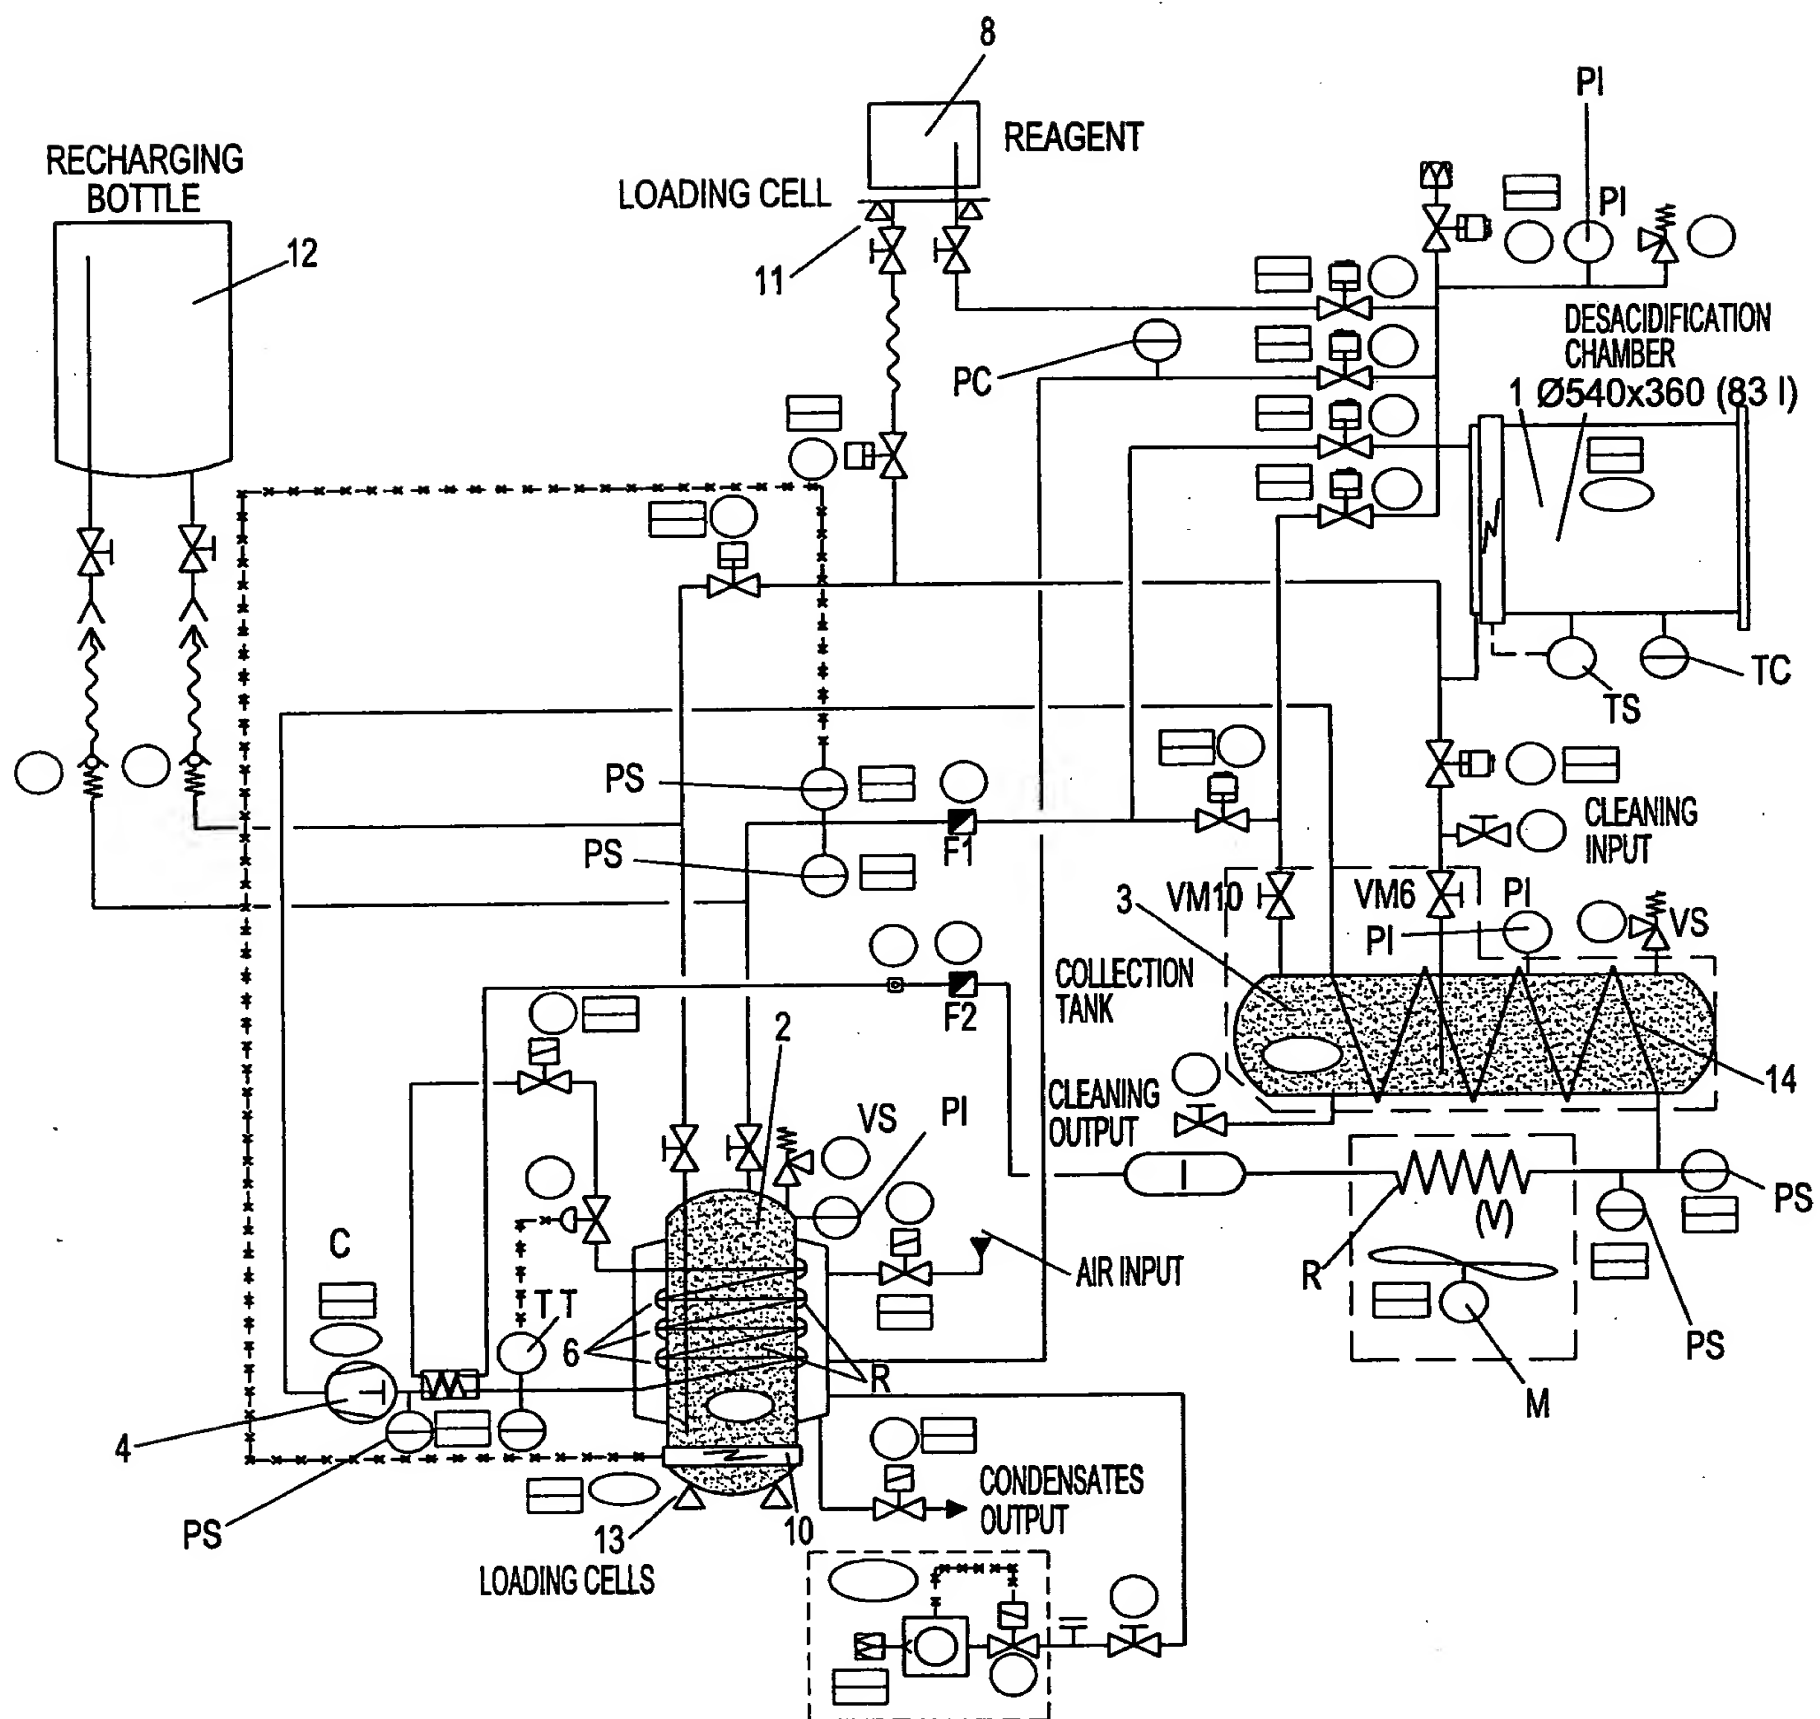 8
PI
REAGENT
RECHARGING
BOTTLE
LOADING CELL
PI
12
11
DESACIDIFICATION
CHAMBER
1 Ø540x360 (83 l)
PC
TC
TS
PS
CLEANING
INPUT
F1
PS
VM10
VM6
PI
3
PI
VS
COLLECTION
TANK
F2
2
14
CLEANING
OUTPUT
VS
PI
PS
(V)
C
AIR INPUT
R
TT
6
R
PS
M
4
CONDENSATES
OUTPUT
PS
13
10
LOADING CELLS